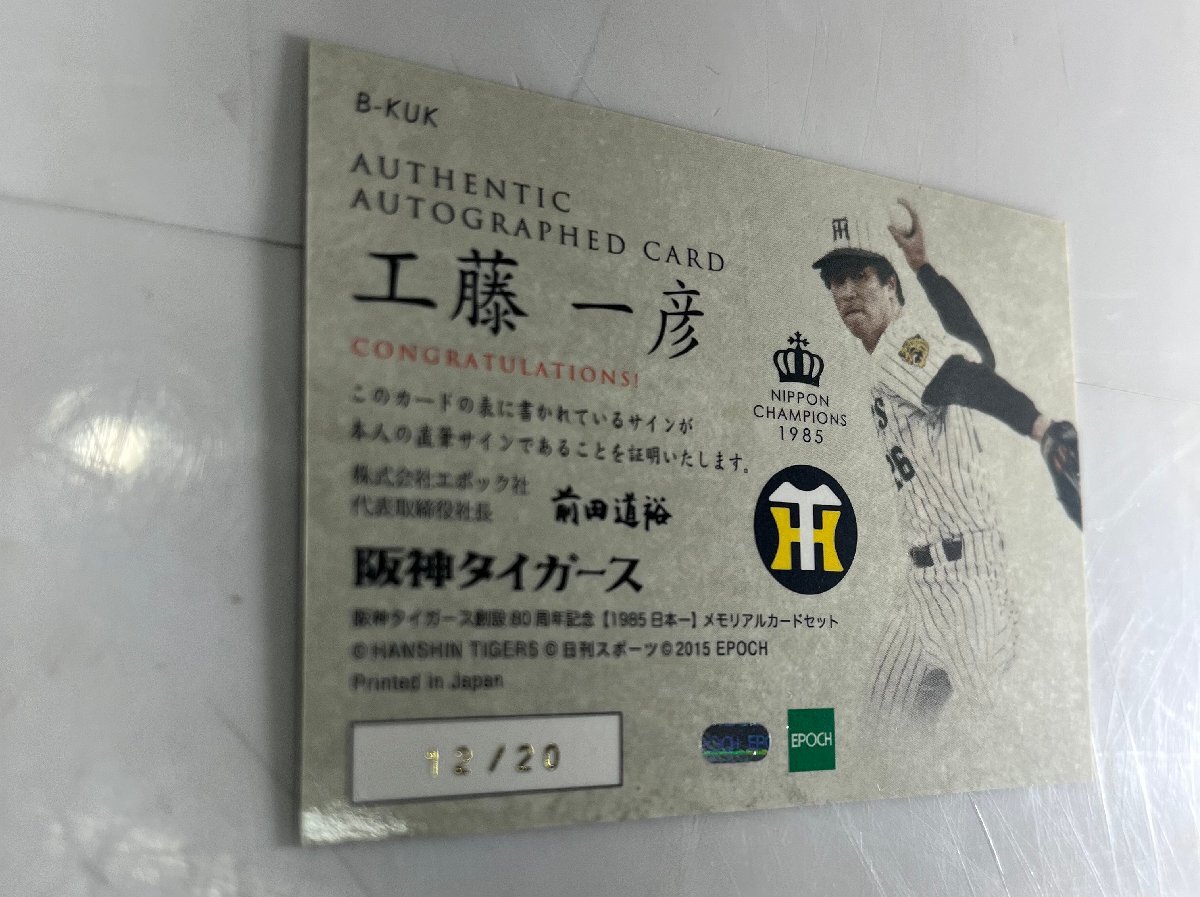 B-KUK
AUTHENTIC
AUTOGRAPHED CARD
工藤 一彦
CONGRATULATIONS!
このカードの表に書かれているサインが
本人の直筆サインであることを証明いたします。
株式会社エポック社
代表取締役社長 前田道裕
阪神タイガース
阪神タイガース創設80周年記念【1985日本一】メモリアルカードセット
© HANSHIN TIGERS © 日刊スポーツ © 2015 EPOCH
Printed in Japan
12/20
NIPPON
CHAMPIONS
1985
TH
EPOCH
TH
S
26